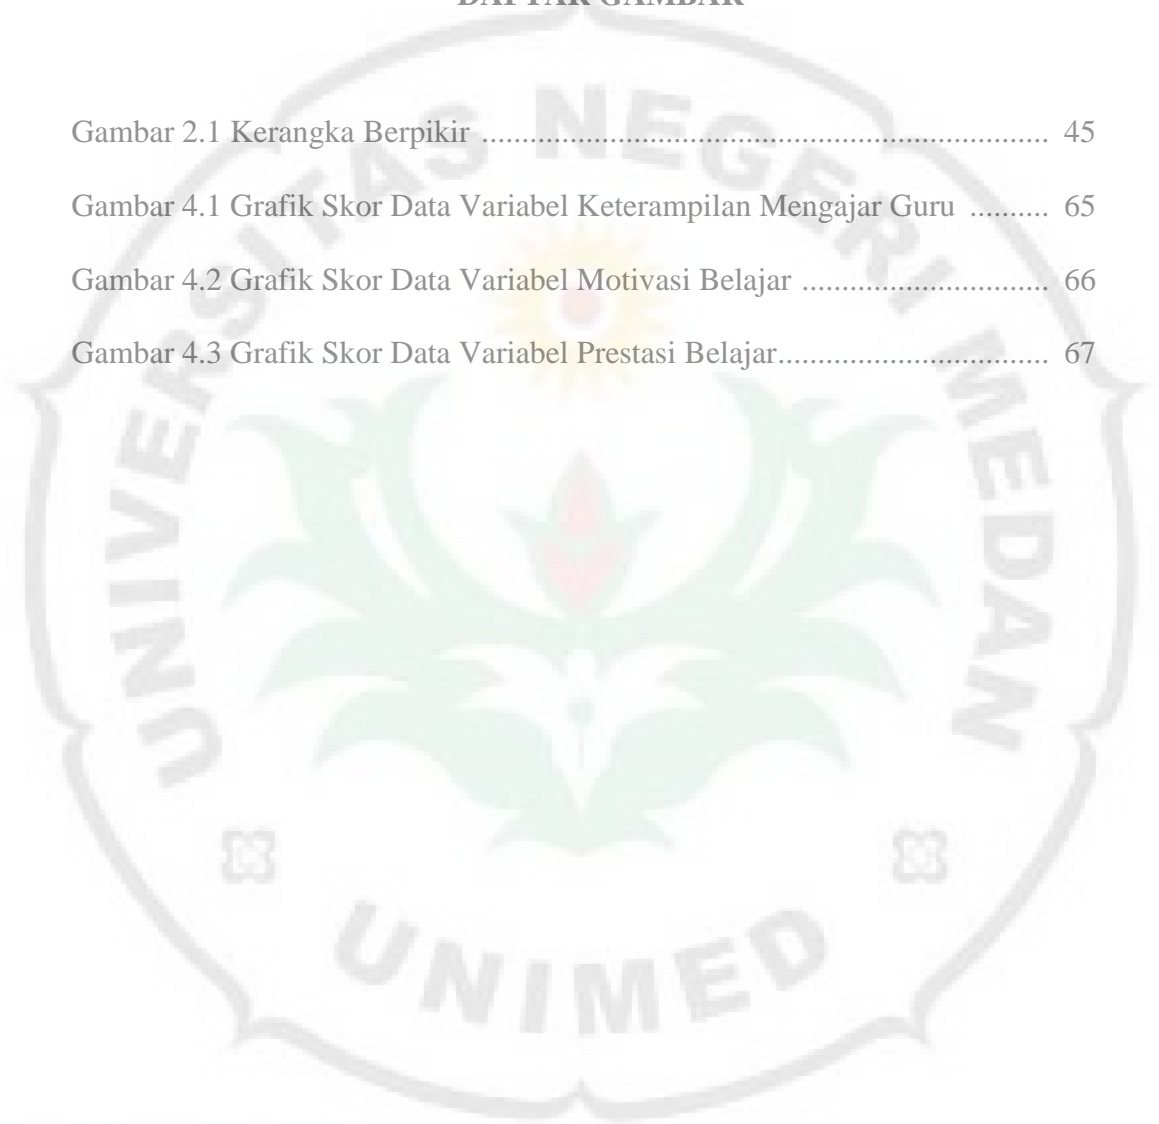 DAFTAR GAMBAR
Gambar 2.1 Kerangka Berpikir ....................................................................... 45
Gambar 4.1 Grafik Skor Data Variabel Keterampilan Mengajar Guru .......... 65
Gambar 4.2 Grafik Skor Data Variabel Motivasi Belajar .............................. 66
Gambar 4.3 Grafik Skor Data Variabel Prestasi Belajar................................. 67
UNIVERSITAS NEGERI MEDAN
UNIMED